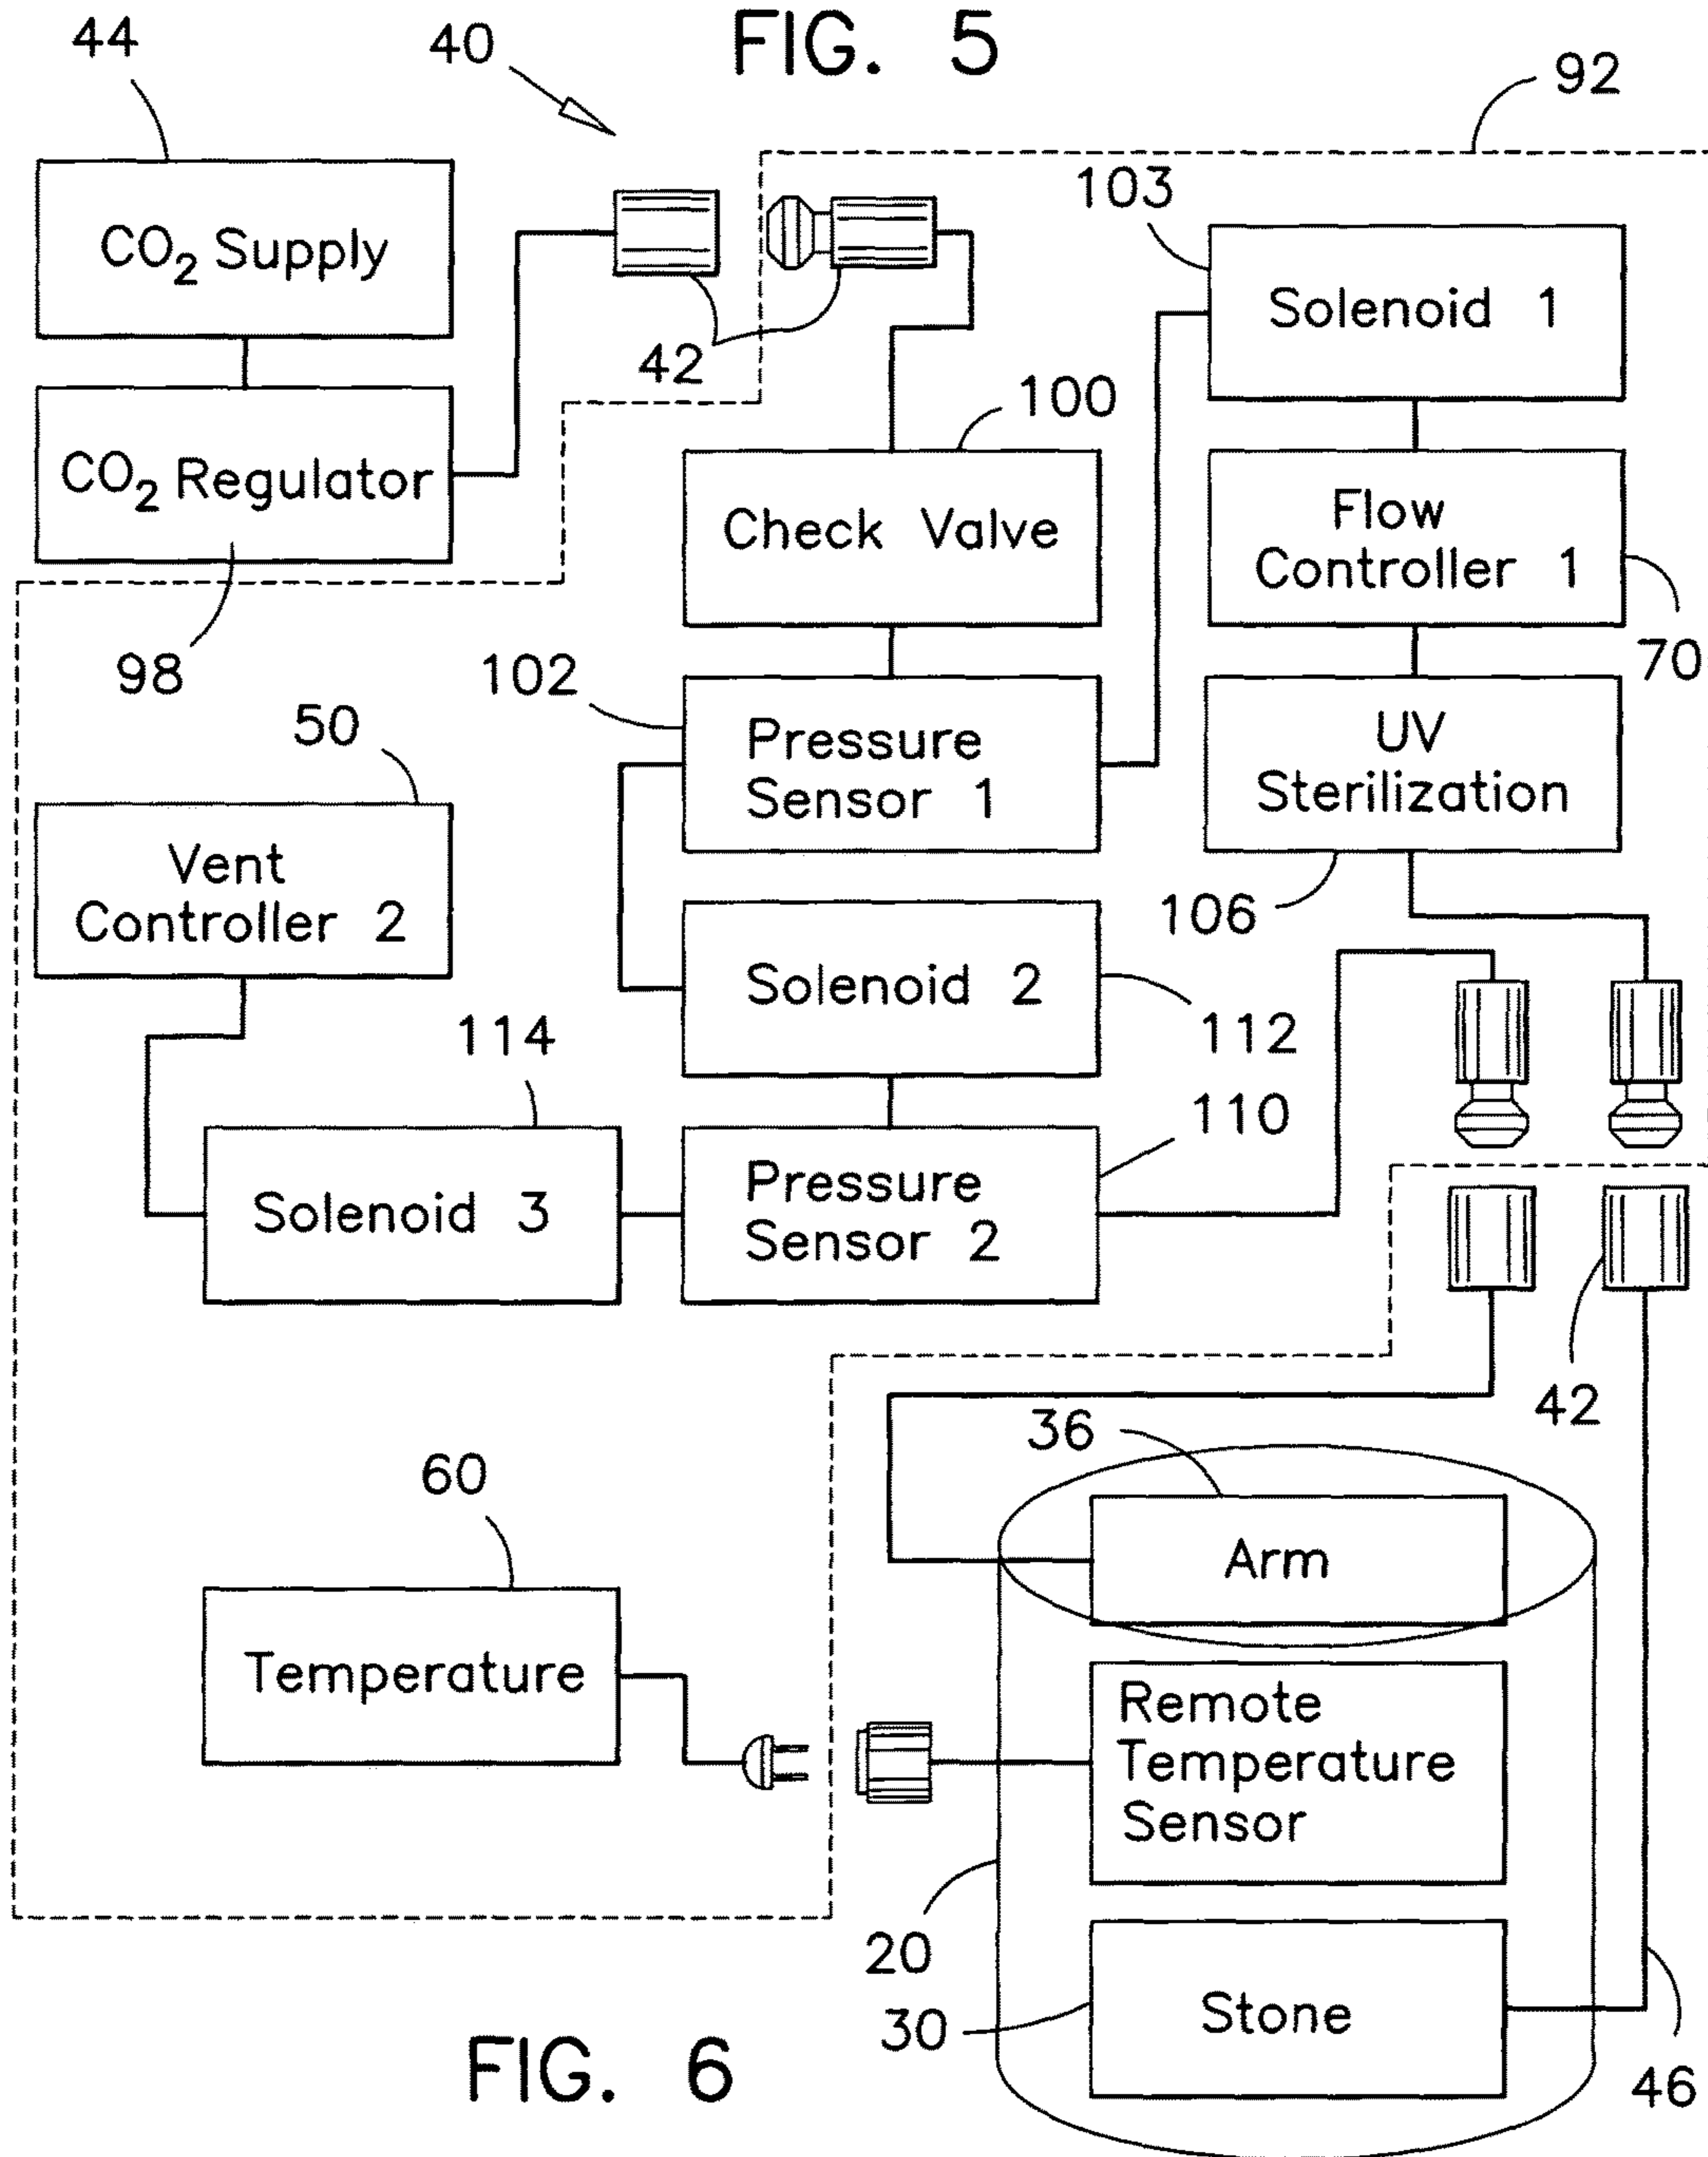 FIG. 5
44
40
92
CO₂ Supply
103
Solenoid 1
42
CO₂ Regulator
100
Check Valve
Flow
Controller 1
70
98
102
Pressure
Sensor 1
UV
Sterilization
50
Vent
Controller 2
106
Solenoid 2
112
114
110
Solenoid 3
Pressure
Sensor 2
42
36
Arm
60
Temperature
Remote
Temperature
Sensor
20
30
Stone
46
FIG. 6